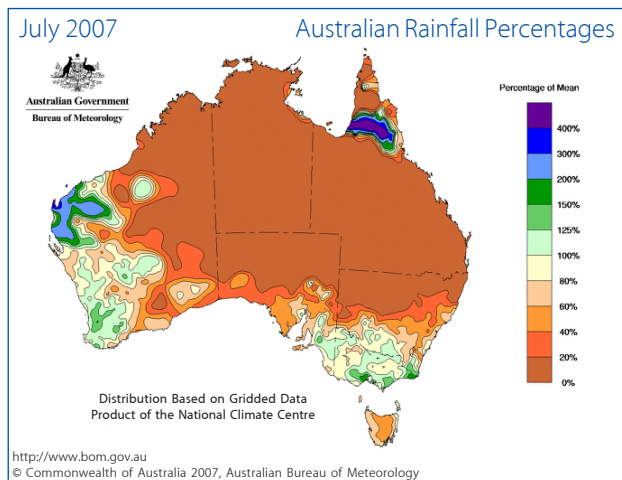 July 2007
Australian Rainfall Percentages
Australian Government
Bureau of Meteorology
Percentage of Mean
400%
300%
200%
150%
125%
100%
80%
60%
40%
20%
0%
Distribution Based on Gridded Data
Product of the National Climate Centre
http://www.bom.gov.au
© Commonwealth of Australia 2007, Australian Bureau of Meteorology